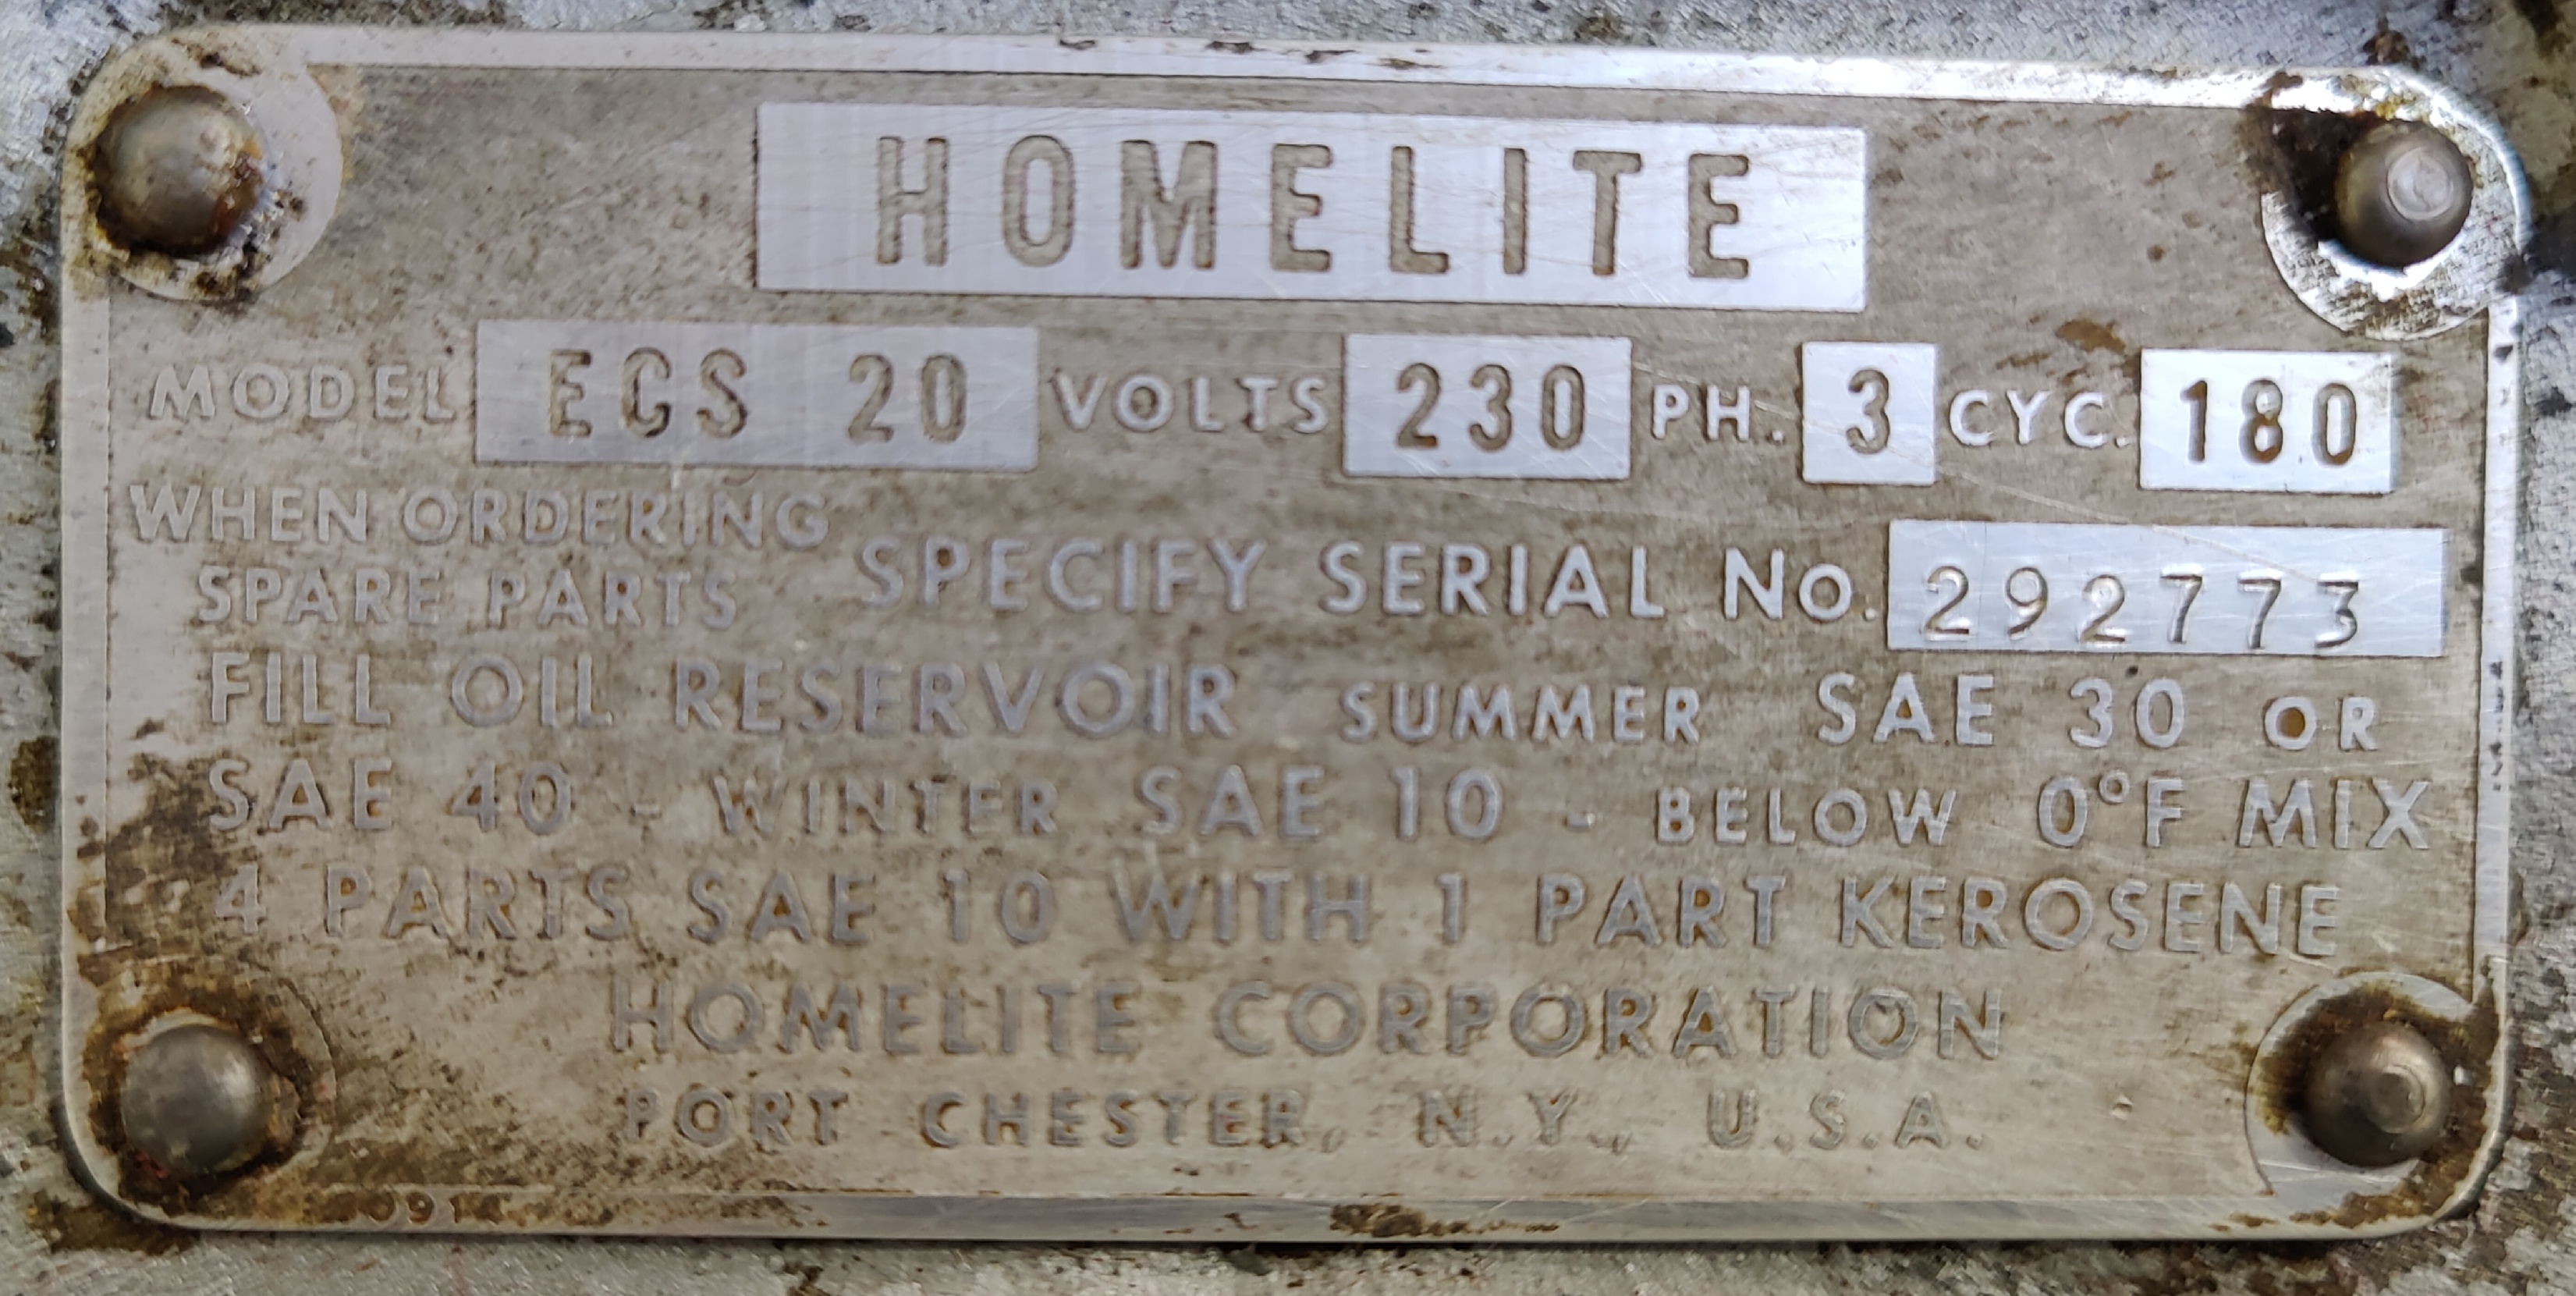 HOMELITE
MODEL ECS 20 VOLTS 230 PH. 3 CYC. 180
WHEN ORDERING
SPARE PARTS SPECIFY SERIAL No. 292773
FILL OIL RESERVOIR SUMMER SAE 30 OR
SAE 40 - WINTER SAE 10 - BELOW 0°F MIX
4 PARTS SAE 10 WITH 1 PART KEROSENE
HOMELITE CORPORATION
PORT CHESTER, N.Y., U.S.A.